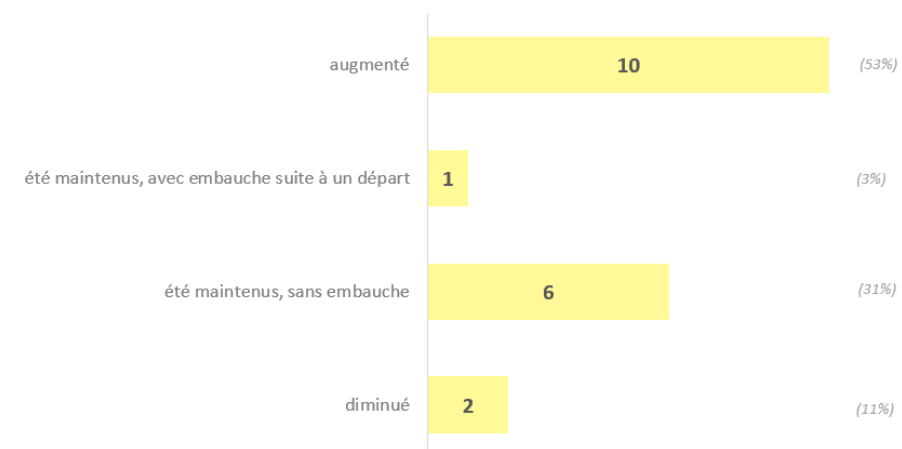 augmenté 10 (53%)
été maintenus, avec embauche suite à un départ 1 (3%)
été maintenus, sans embauche 6 (31%)
diminué 2 (11%)